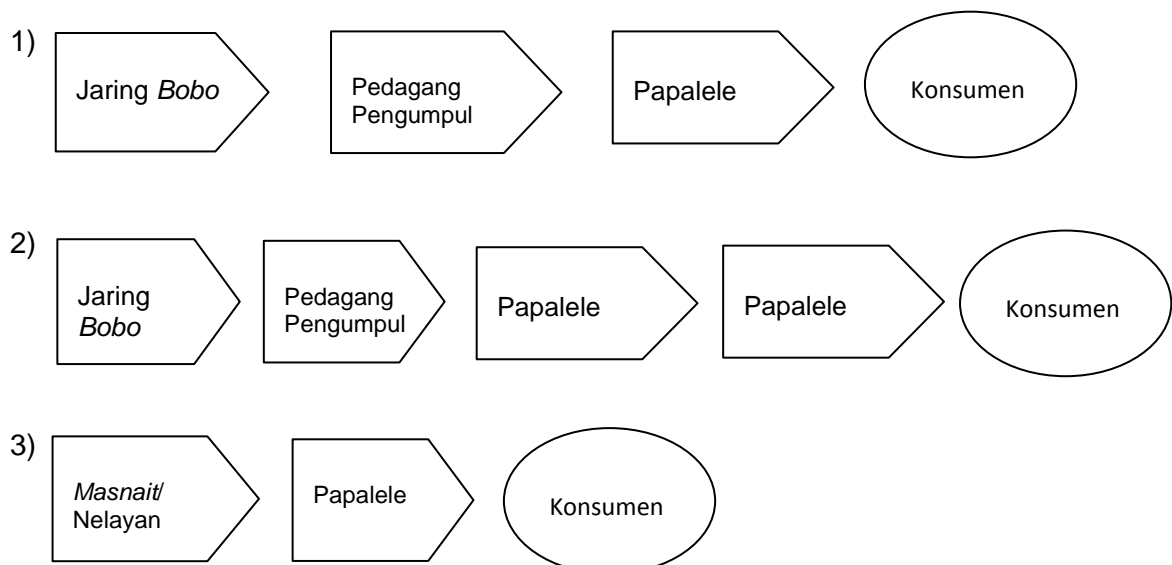 1)
Jaring Bobo
Pedagang
Pengumpul
Papalele
Konsumen
2)
Jaring
Bobo
Pedagang
Pengumpul
Papalele
Papalele
Konsumen
3)
Masnait/
Nelayan
Papalele
Konsumen